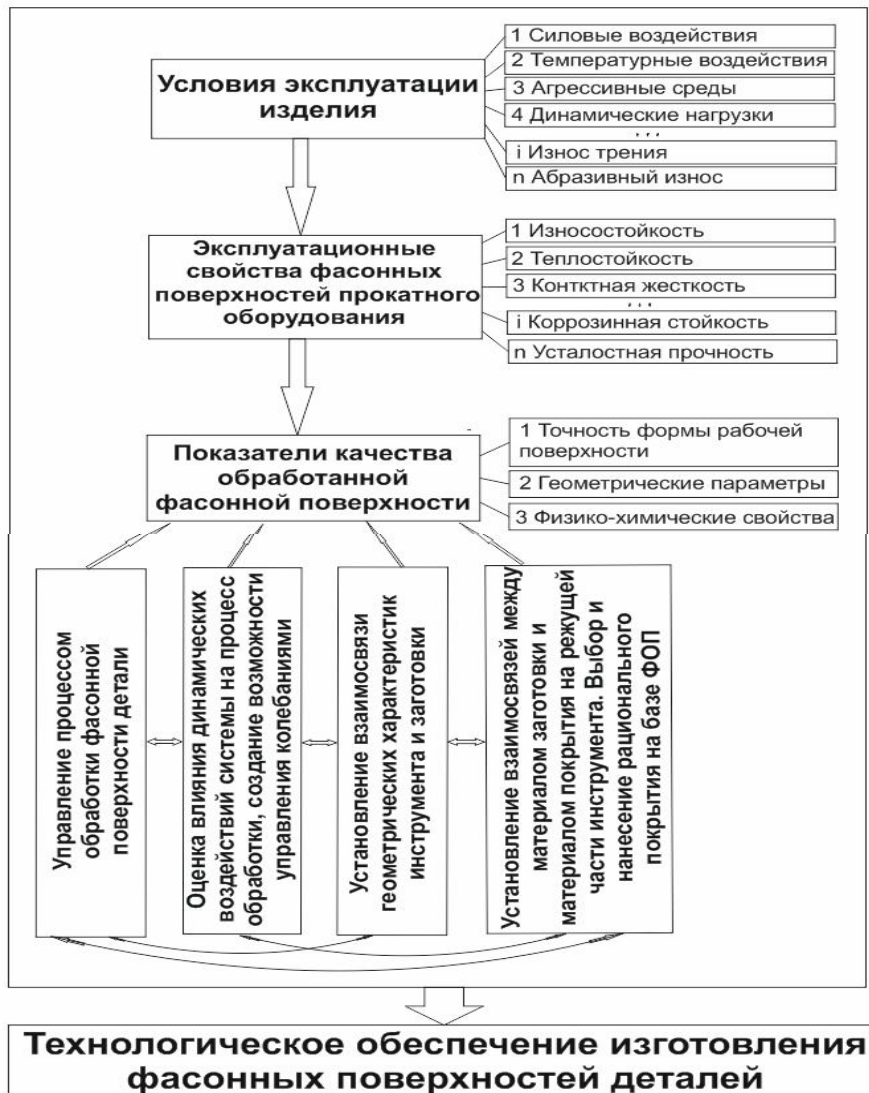 1 Силовые воздействия
2 Температурные воздействия
3 Агрессивные среды
4 Динамические нагрузки
...
i Износ трения
n Абразивный износ
Условия эксплуатации
изделия
1 Износостойкость
2 Теплостойкость
3 Контктная жесткость
...
i Коррозинная стойкость
n Усталостная прочность
Эксплуатационные
свойства фасонных
поверхностей прокатного
оборудования
1 Точность формы рабочей
поверхности
2 Геометрические параметры
3 Физико-химические свойства
Показатели качества
обработанной
фасонной поверхности
Управление процессом
обработки фасонной
поверхности детали
Оценка влияния динамических
воздействий системы на процесс
обработки, создание возможности
управления колебаниями
Установление взаимосвязи
геометрических характеристик
инструмента и заготовки
Установление взаимосвязей между
материалом заготовки и
материалом покрытия на режущей
части инструмента. Выбор и
нанесение рационального
покрытия на базе ФОП
Технологическое обеспечение изготовления
фасонных поверхностей деталей